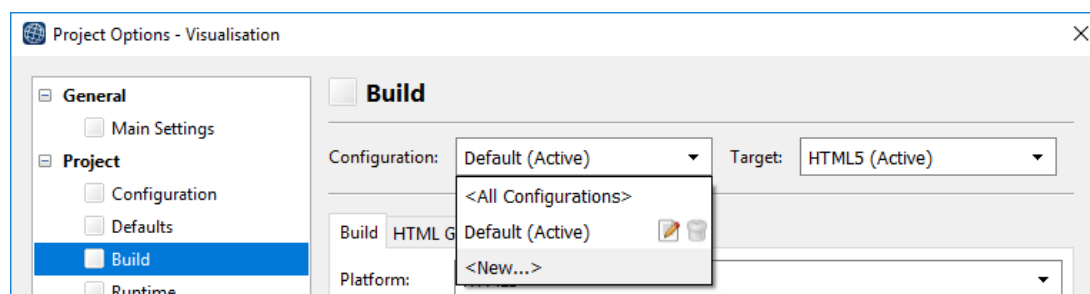 Project Options - Visualisation
General
Main Settings
Project
Configuration
Defaults
Build
Runtime
Build
Configuration: Default (Active) Target: HTML5 (Active)
<All Configurations>
Default (Active)
<New...>
Build HTML G
Platform: